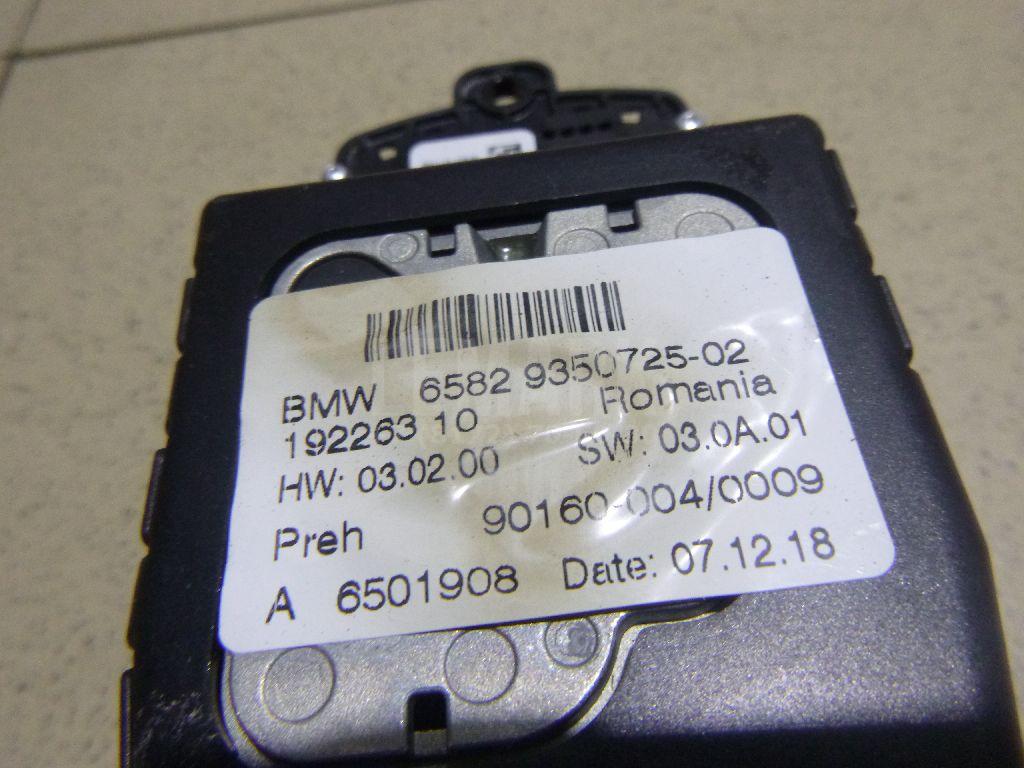 BMW 6582 9350725-02
192263 10 Romania
HW: 03.02.00 SW: 03.0A.01
Preh 90160-004/0009
A 6501908 Date: 07.12.18